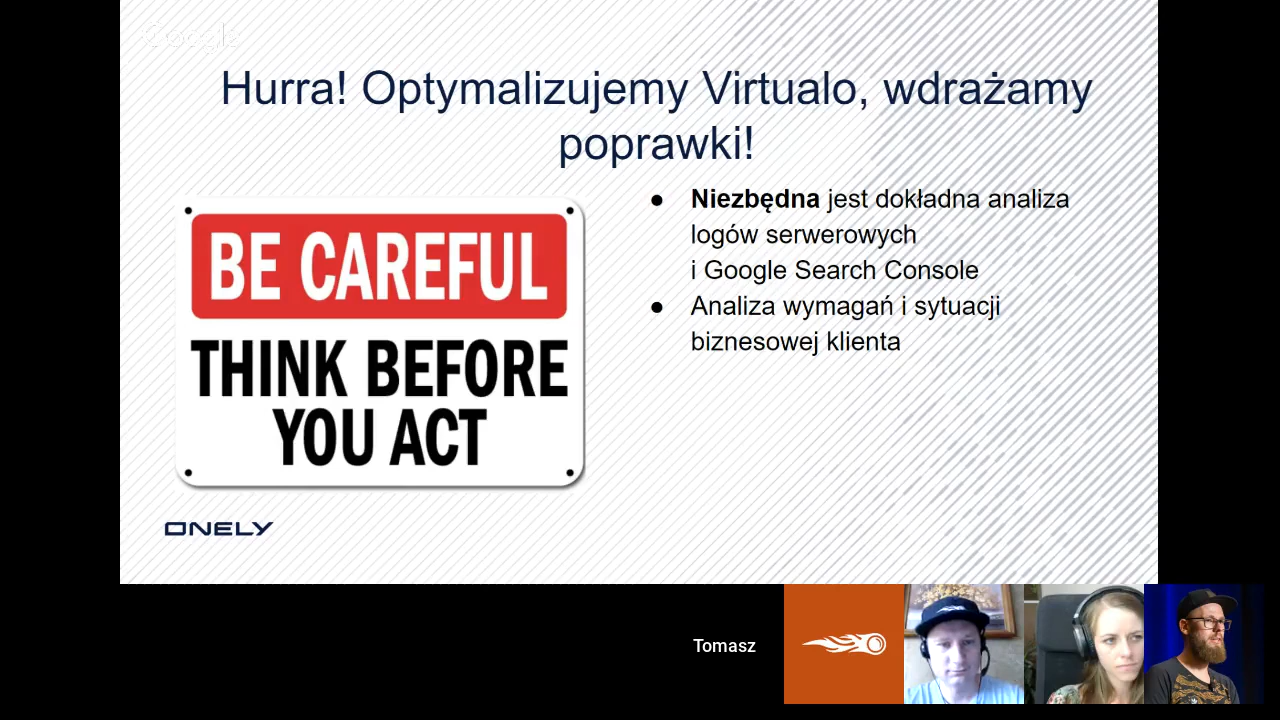 Google
Hurra! Optymalizujemy Virtualo, wdrażamy
poprawki!
BE CAREFUL
THINK BEFORE
YOU ACT
● Niezbędna jest dokładna analiza
logów serwerowych
i Google Search Console
● Analiza wymagań i sytuacji
biznesowej klienta
ONELY
Tomasz